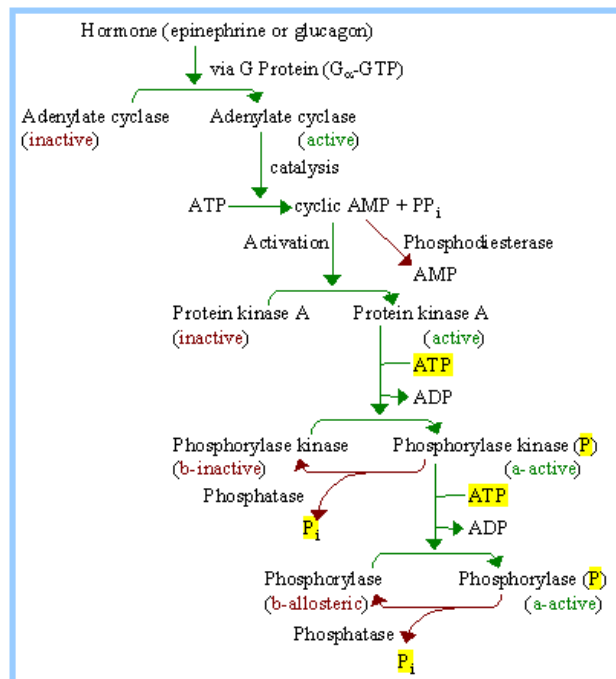 Hormone (epinephrine or glucagon)
via G Protein (Gα-GTP)
Adenylate cyclase Adenylate cyclase
(inactive) (active)
catalysis
ATP cyclic AMP + PPi
Activation Phosphodiesterase
AMP
Protein kinase A Protein kinase A
(inactive) (active)
ATP
ADP
Phosphorylase kinase Phosphorylase kinase (P)
(b-inactive) (a-active)
Phosphatase ATP
Pi ADP
Phosphorylase Phosphorylase (P)
(b-allosteric) (a-active)
Phosphatase
Pi